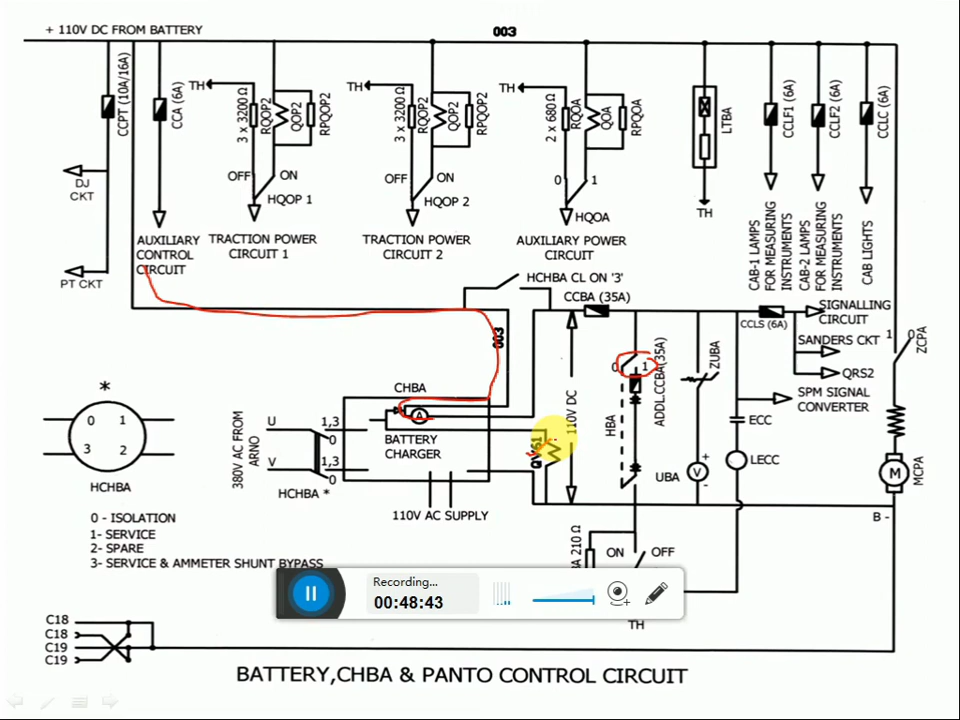 + 110V DC FROM BATTERY
003
CCPT (10A/16A)
CCA (6A)
TH
3 x 3200 Ω
RQOP2
QOP2
RPQOP2
TH
3 x 3200 Ω
RQOP2
QOP2
RPQOP2
TH
2 x 680 Ω
RQOA
QOA
RPQOA
LTBA
CCLF1 (6A)
CCLF2 (6A)
CCLC (6A)
DJ
CKT
OFF
ON
HQOP 1
OFF
ON
HQOP 2
0
1
HQOA
TH
AUXILIARY
CONTROL
CIRCUIT
TRACTION POWER
CIRCUIT 1
TRACTION POWER
CIRCUIT 2
AUXILIARY POWER
CIRCUIT
CAB-1 LAMPS
FOR MEASURING
INSTRUMENTS
CAB-2 LAMPS
FOR MEASURING
INSTRUMENTS
CAB LIGHTS
PT CKT
HCHBA CL ON '3'
CCBA (35A)
CCLS (6A)
SIGNALLING
CIRCUIT
SANDERS CKT
QRS2
1
0
ZCPA
003
0
1
ADDL.CCBA(35A)
ZUBA
SPM SIGNAL
CONVERTER
*
0
1
3
2
HCHBA
380V AC FROM
ARNO
U
1,3
0
V
1,3
0
HCHBA *
CHBA
A
BATTERY
CHARGER
110V AC SUPPLY
110V DC
HBA
UBA
V
+
-
ECC
LECC
M
MCPA
B -
0 - ISOLATION
1- SERVICE
2- SPARE
3- SERVICE & AMMETER SHUNT BYPASS
210 Ω
ON
OFF
Recording...
00:48:43
TH
C18
C18
C19
C19
BATTERY,CHBA & PANTO CONTROL CIRCUIT